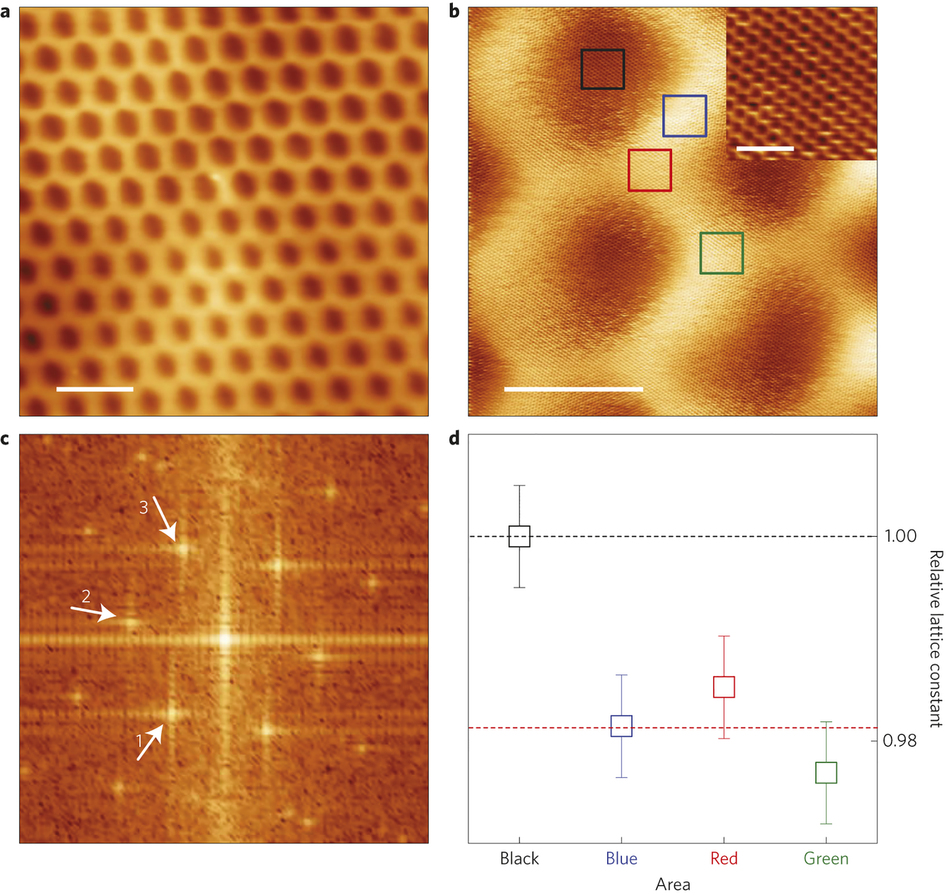 a
b
c
3
2
1
d
1.00
0.98
Relative lattice constant
Black Blue Red Green
Area